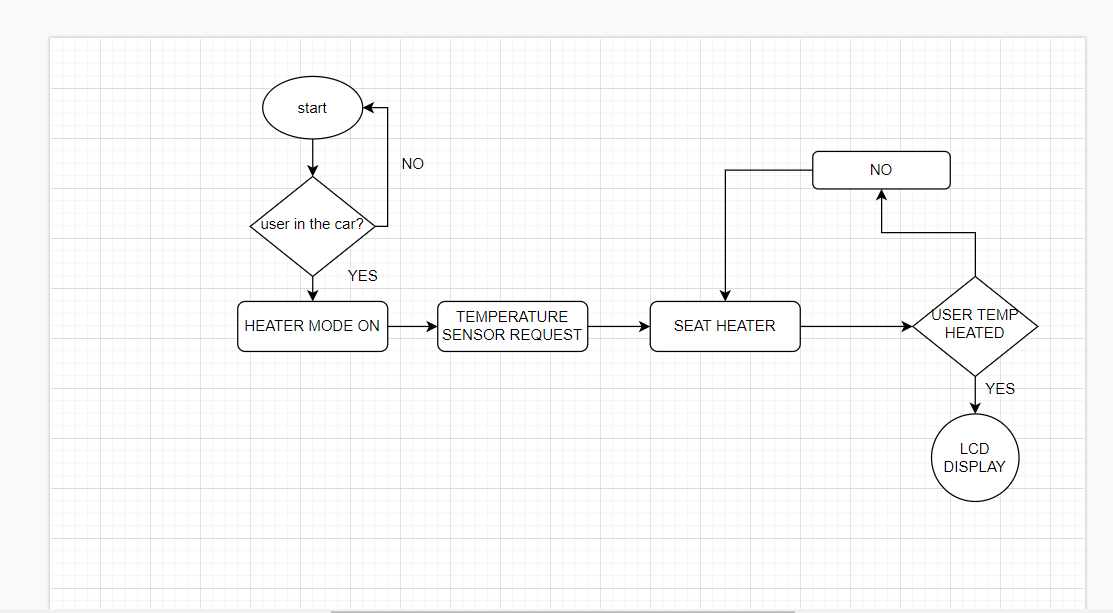 start
NO
user in the car?
YES
HEATER MODE ON
TEMPERATURE
SENSOR REQUEST
SEAT HEATER
NO
USER TEMP
HEATED
YES
LCD
DISPLAY